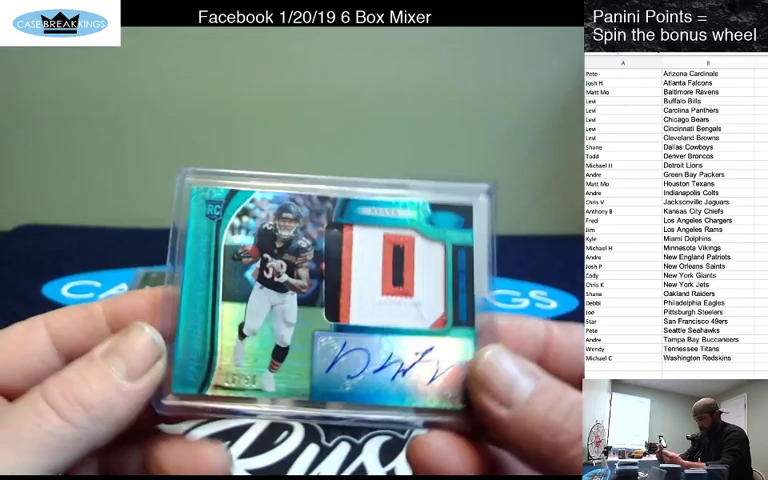 Facebook 1/20/19 6 Box Mixer
CASE BREAK KINGS
Panini Points =
Spin the bonus wheel
A B
Pete Arizona Cardinals
Josh H Atlanta Falcons
Matt Mo Baltimore Ravens
Levi Buffalo Bills
Levi Carolina Panthers
Levi Chicago Bears
Levi Cincinnati Bengals
Levi Cleveland Browns
Shane Dallas Cowboys
Todd Denver Broncos
Michael H Detroit Lions
Andre Green Bay Packers
Matt Mo Houston Texans
Andre Indianapolis Colts
Chris V Jacksonville Jaguars
Anthony B Kansas City Chiefs
Fred Los Angeles Chargers
Jim Los Angeles Rams
Kyle Miami Dolphins
Michael H Minnesota Vikings
Andre New England Patriots
Josh P New Orleans Saints
Cody New York Giants
Chris K New York Jets
Shane Oakland Raiders
Debbi Philadelphia Eagles
Joe Pittsburgh Steelers
Star San Francisco 49ers
Pete Seattle Seahawks
Andre Tampa Bay Buccaneers
Wendy Tennessee Titans
Michael C Washington Redskins
RC
CA
NGS